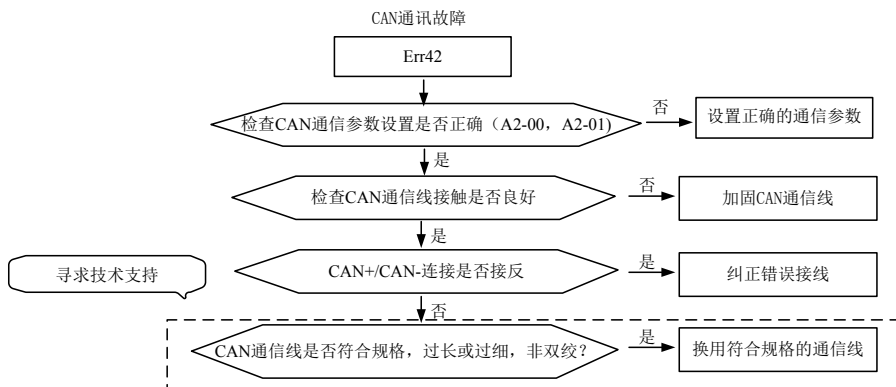 CAN通讯故障
Err42
检查CAN通信参数设置是否正确（A2-00，A2-01)
否
设置正确的通信参数
是
检查CAN通信线接触是否良好
否
加固CAN通信线
是
寻求技术支持
CAN+/CAN-连接是否接反
是
纠正错误接线
否
CAN通信线是否符合规格，过长或过细，非双绞？
是
换用符合规格的通信线